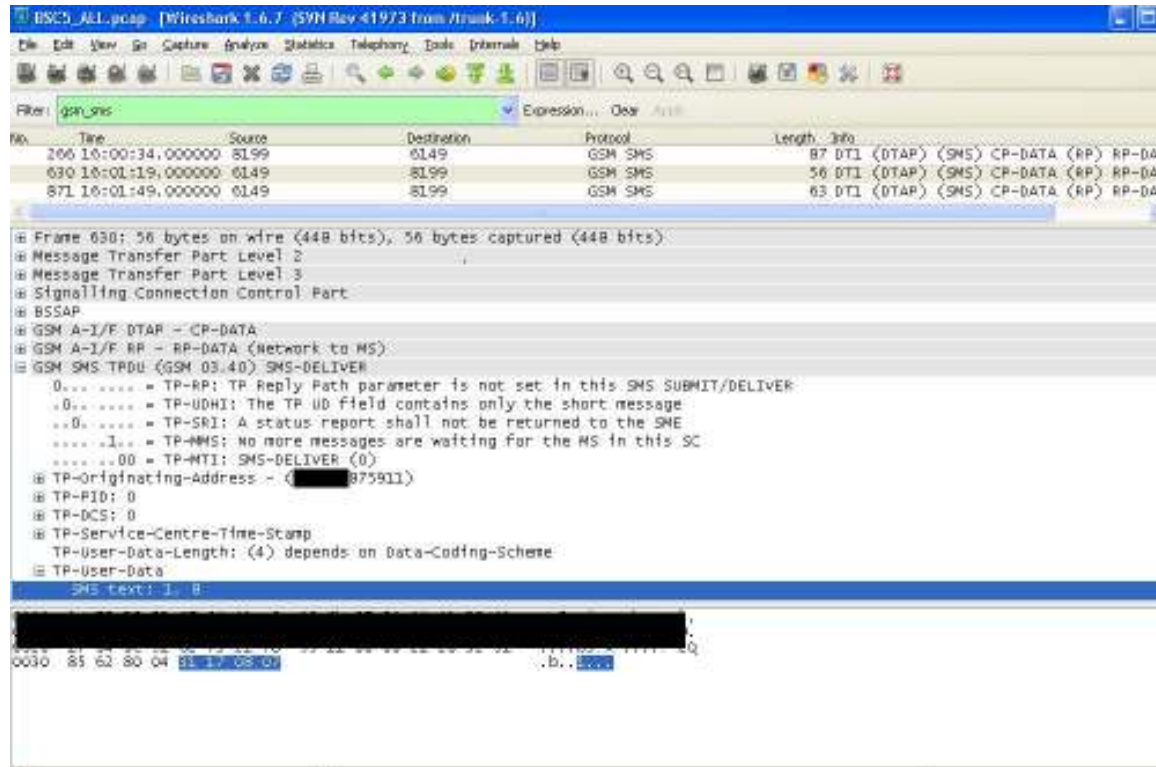 BSC5_ALL.pcap [Wireshark 1.6.7 (SVN Rev 41973 from /trunk-1.6)]
File Edit View Go Capture Analyze Statistics Telephony Tools Internals Help
Filter: gsm_sms Expression... Clear Apply
No. Time Source Destination Protocol Length Info
266 16:00:34.000000 8199 6149 GSM SMS 87 DT1 (DTAP) (SMS) CP-DATA (RP) RP-DA
630 16:01:19.000000 6149 8199 GSM SMS 56 DT1 (DTAP) (SMS) CP-DATA (RP) RP-DA
871 16:01:49.000000 6149 8199 GSM SMS 63 DT1 (DTAP) (SMS) CP-DATA (RP) RP-DA
Frame 630: 56 bytes on wire (448 bits), 56 bytes captured (448 bits)
Message Transfer Part Level 2
Message Transfer Part Level 3
Signalling Connection Control Part
BSSAP
GSM A-I/F DTAP - CP-DATA
GSM A-I/F RP - RP-DATA (Network to MS)
GSM SMS TPDU (GSM 03.40) SMS-DELIVER
0... .... = TP-RP: TP Reply Path parameter is not set in this SMS SUBMIT/DELIVER
.0.. .... = TP-UDHI: The TP UD field contains only the short message
..0. .... = TP-SRI: A status report shall not be returned to the SME
.... .1.. = TP-MMS: No more messages are waiting for the MS in this SC
.... ..00 = TP-MTI: SMS-DELIVER (0)
TP-Originating-Address - ( 975911)
TP-PID: 0
TP-DCS: 0
TP-Service-Centre-Time-Stamp
TP-User-Data-Length: (4) depends on Data-Coding-Scheme
TP-User-Data
SMS text: 1, 8
0030 85 62 80 04 .b..